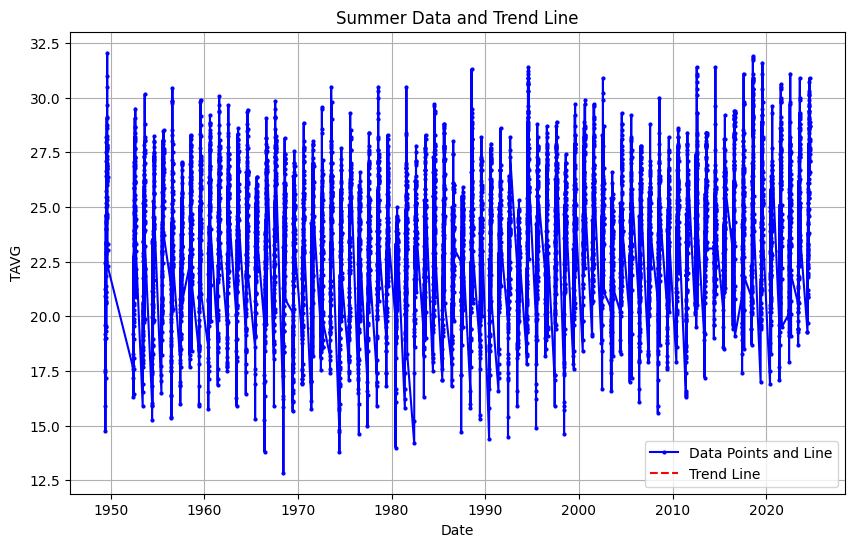 Summer Data and Trend Line
32.5
30.0
27.5
25.0
22.5
20.0
17.5
15.0
12.5
TAVG
1950 1960 1970 1980 1990 2000 2010 2020
Date
Data Points and Line
Trend Line